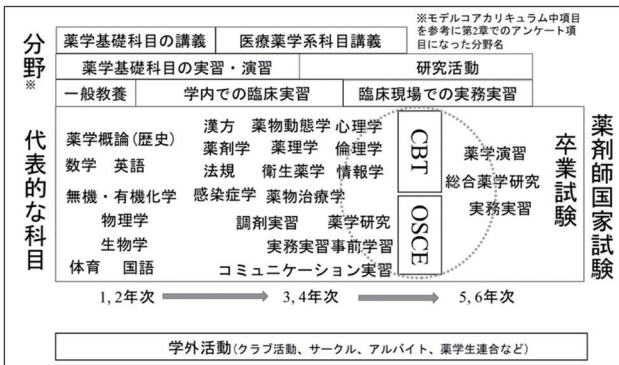 ※モデルコアカリキュラム中項目
を参考に第2章でのアンケート項
目になった分野名
分野※
薬学基礎科目の講義 医療薬学系科目講義
薬学基礎科目の実習・演習 研究活動
一般教養 学内での臨床実習 臨床現場での実務実習
代表的な科目
漢方 薬物動態学 心理学
薬学概論(歴史) 薬剤学 薬理学 倫理学
数学 英語 法規 衛生薬学 情報学
無機・有機化学 感染症学 薬物治療学
物理学 調剤実習 薬学研究
生物学 実務実習事前学習
体育 国語 コミュニケーション実習
CBT
OSCE
薬学演習
総合薬学研究
実務実習
卒業試験
薬剤師国家試験
1,2年次 3,4年次 5,6年次
学外活動(クラブ活動、サークル、アルバイト、薬学生連合など)